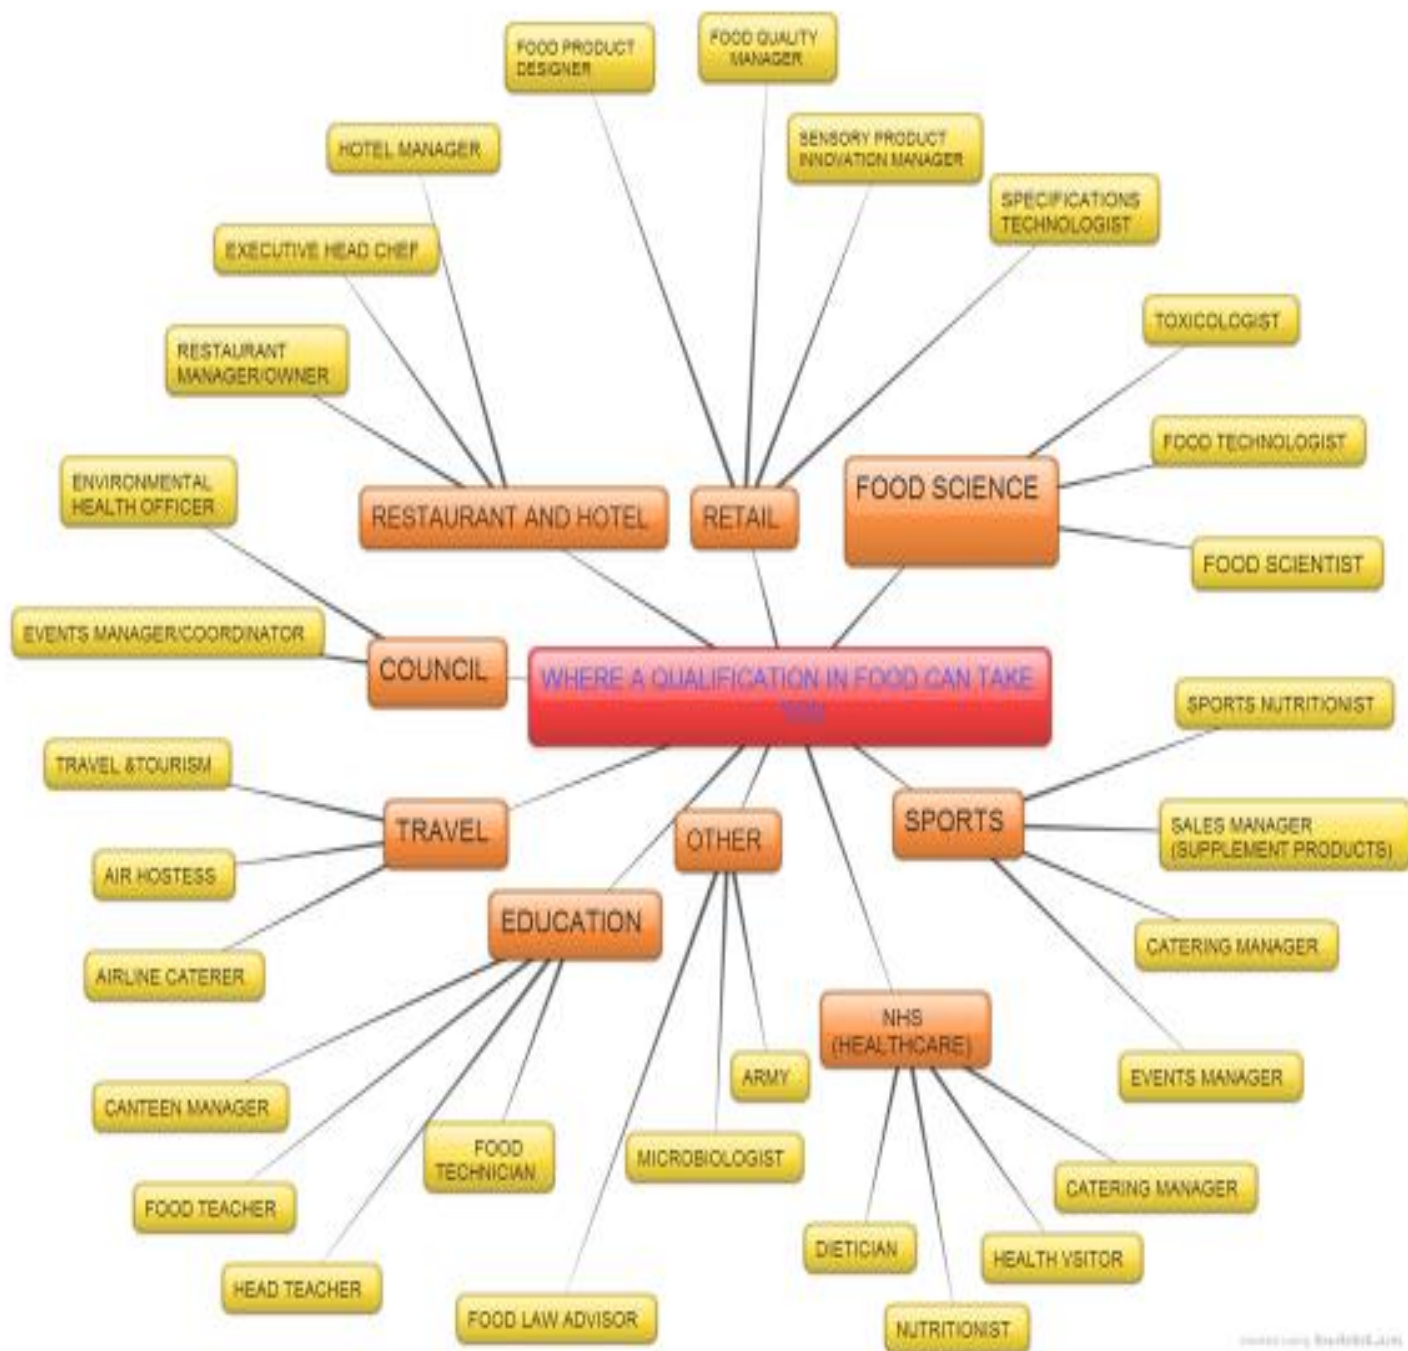 FOOD PRODUCT
DESIGNER
FOOD QUALITY
MANAGER
HOTEL MANAGER
SENSORY PRODUCT
INNOVATION MANAGER
SPECIFICATIONS
TECHNOLOGIST
EXECUTIVE HEAD CHEF
TOXICOLOGIST
RESTAURANT
MANAGER/OWNER
FOOD TECHNOLOGIST
ENVIRONMENTAL
HEALTH OFFICER
FOOD SCIENCE
RESTAURANT AND HOTEL
RETAIL
FOOD SCIENTIST
EVENTS MANAGER/COORDINATOR
COUNCIL
WHERE A QUALIFICATION IN FOOD CAN TAKE
YOU
SPORTS NUTRITIONIST
TRAVEL &TOURISM
TRAVEL
OTHER
SPORTS
SALES MANAGER
(SUPPLEMENT PRODUCTS)
AIR HOSTESS
EDUCATION
CATERING MANAGER
AIRLINE CATERER
NHS
(HEALTHCARE)
ARMY
EVENTS MANAGER
CANTEEN MANAGER
FOOD
TECHNICIAN
MICROBIOLOGIST
CATERING MANAGER
FOOD TEACHER
DIETICIAN
HEALTH VSITOR
HEAD TEACHER
FOOD LAW ADVISOR
NUTRITIONIST